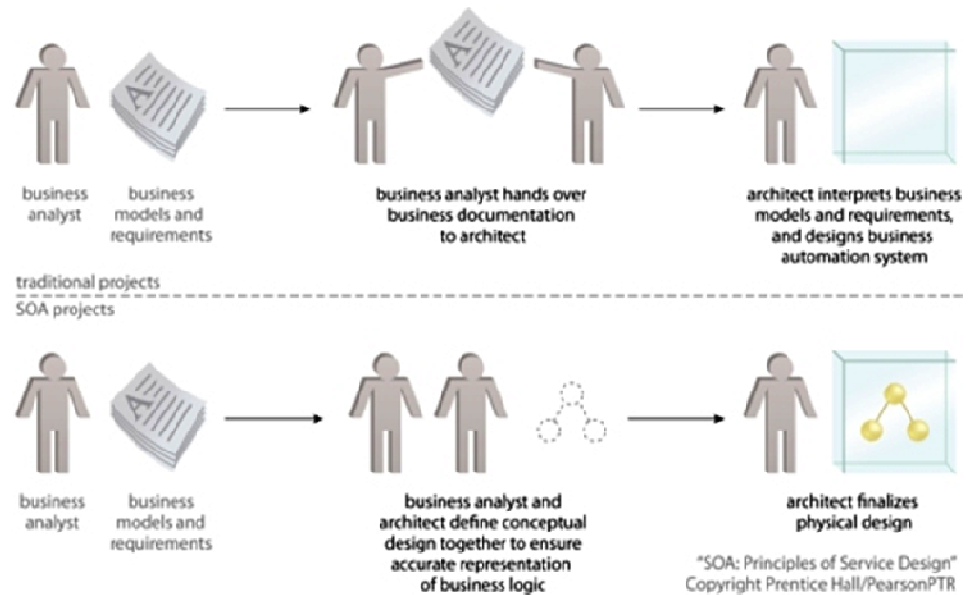 business
analyst
business
models and
requirements
business analyst hands over
business documentation
to architect
architect interprets business
models and requirements,
and designs business
automation system
traditional projects
SOA projects
business
analyst
business
models and
requirements
business analyst and
architect define conceptual
design together to ensure
accurate representation
of business logic
architect finalizes
physical design
"SOA: Principles of Service Design"
Copyright Prentice Hall/PearsonPTR